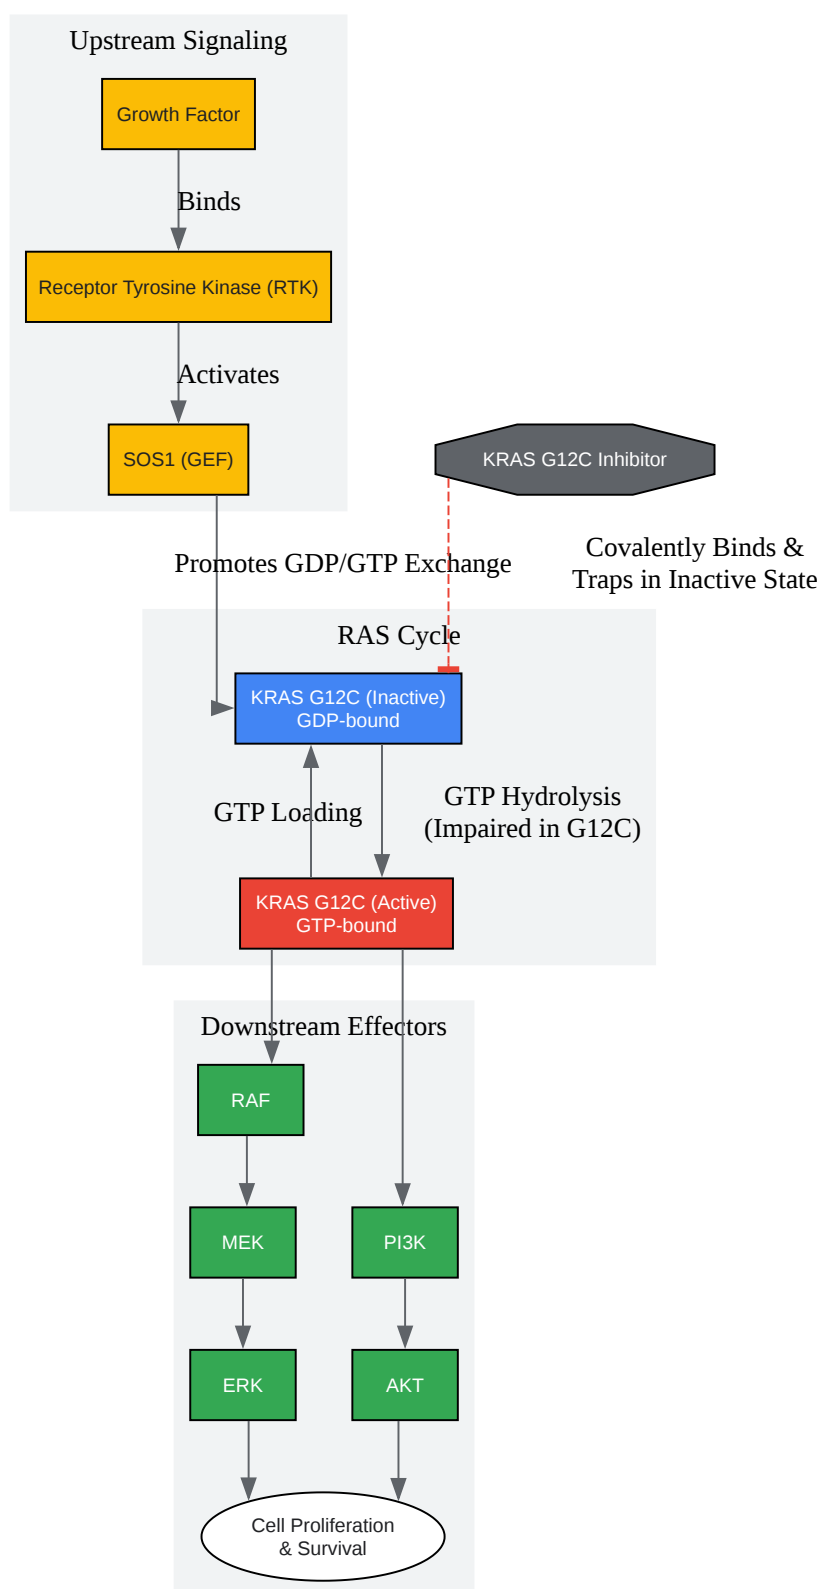 Upstream Signaling
Growth Factor
Binds
Receptor Tyrosine Kinase (RTK)
Activates
SOS1 (GEF)
KRAS G12C Inhibitor
Promotes GDP/GTP Exchange
Covalently Binds &
Traps in Inactive State
RAS Cycle
KRAS G12C (Inactive)
GDP-bound
GTP Loading
GTP Hydrolysis
(Impaired in G12C)
KRAS G12C (Active)
GTP-bound
Downstream Effectors
RAF
MEK
PI3K
ERK
AKT
Cell Proliferation
& Survival